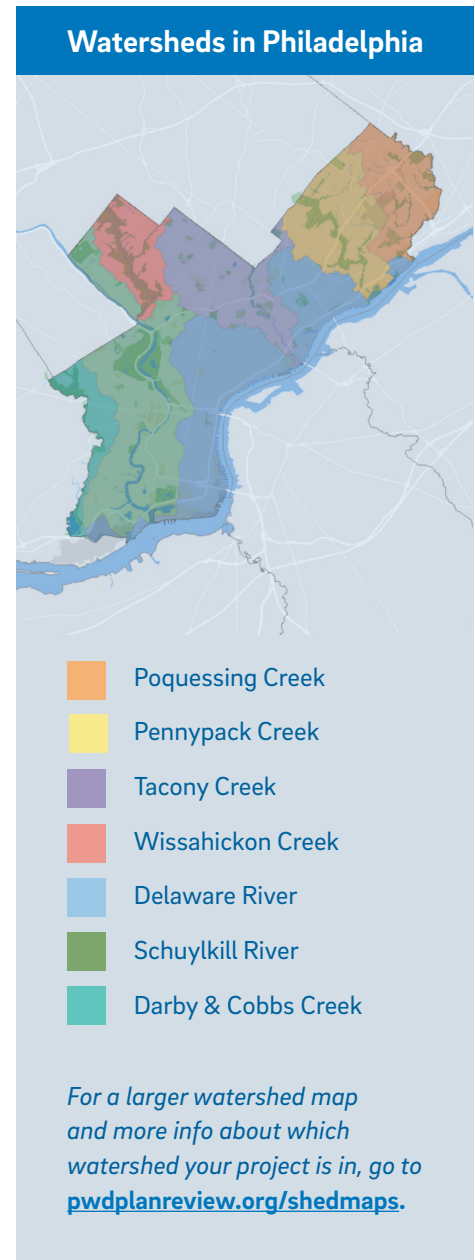 Watersheds in Philadelphia
Poquessing Creek
Pennypack Creek
Tacony Creek
Wissahickon Creek
Delaware River
Schuylkill River
Darby & Cobbs Creek
For a larger watershed map
and more info about which
watershed your project is in, go to
pwdplanreview.org/shedmaps.